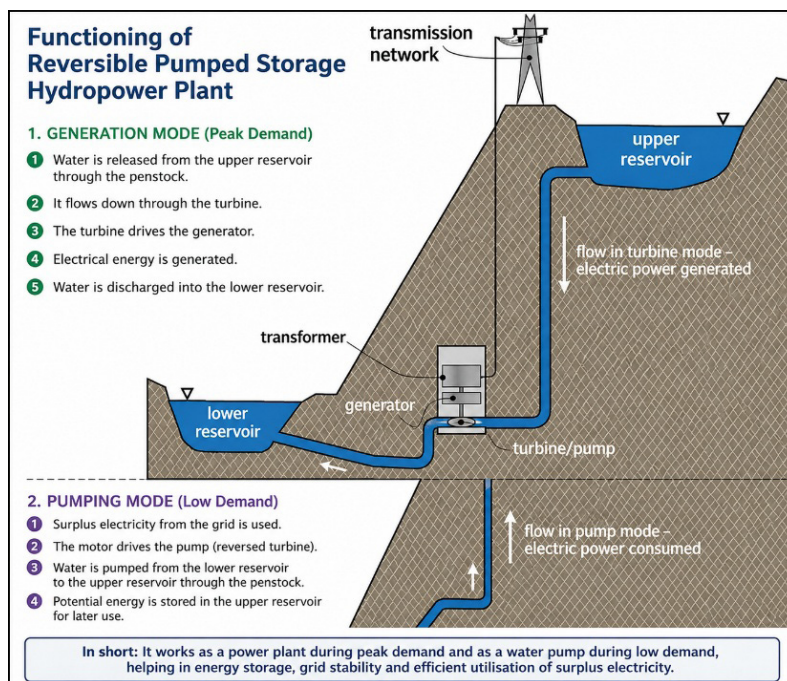 Functioning of
Reversible Pumped Storage
Hydropower Plant
1. GENERATION MODE (Peak Demand)
1 Water is released from the upper reservoir
through the penstock.
2 It flows down through the turbine.
3 The turbine drives the generator.
4 Electrical energy is generated.
5 Water is discharged into the lower reservoir.
transmission
network
upper
reservoir
flow in turbine mode –
electric power generated
transformer
generator
lower
reservoir
turbine/pump
2. PUMPING MODE (Low Demand)
1 Surplus electricity from the grid is used.
2 The motor drives the pump (reversed turbine).
3 Water is pumped from the lower reservoir
to the upper reservoir through the penstock.
4 Potential energy is stored in the upper reservoir
for later use.
flow in pump mode –
electric power consumed
In short: It works as a power plant during peak demand and as a water pump during low demand,
helping in energy storage, grid stability and efficient utilisation of surplus electricity.